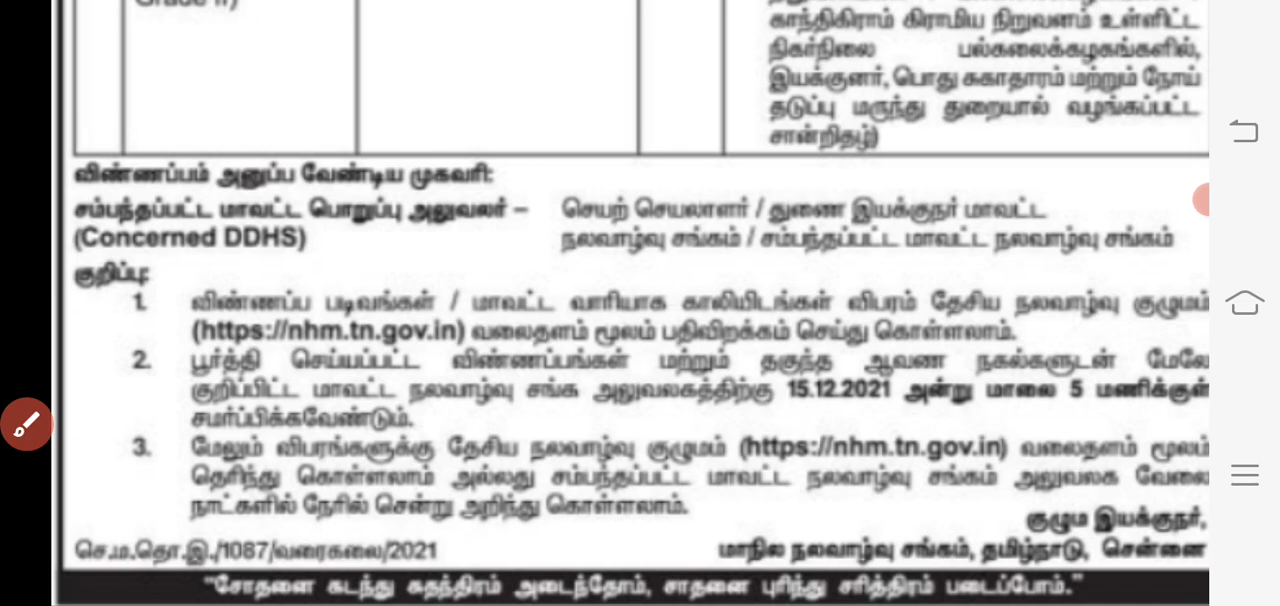 Grade II)
காந்திகிராம் கிராமிய நிறுவனம் உள்ளிட்ட
நிகர்நிலை பல்கலைக்கழகங்களில்,
இயக்குனர், பொது சுகாதாரம் மற்றும் நோய்
தடுப்பு மருந்து துறையால் வழங்கப்பட்ட
சான்றிதழ்)
விண்ணப்பம் அனுப்ப வேண்டிய முகவரி:
சம்பந்தப்பட்ட மாவட்ட பொறுப்பு அலுவலர் – செயற் செயலாளர் / துணை இயக்குநர் மாவட்ட
(Concerned DDHS) நலவாழ்வு சங்கம் / சம்பந்தப்பட்ட மாவட்ட நலவாழ்வு சங்கம்
குறிப்பு:
1. விண்ணப்ப படிவங்கள் / மாவட்ட வாரியாக காலியிடங்கள் விபரம் தேசிய நலவாழ்வு குழுமம்
(https://nhm.tn.gov.in) வலைதளம் மூலம் பதிவிறக்கம் செய்து கொள்ளலாம்.
2. பூர்த்தி செய்யப்பட்ட விண்ணப்பங்கள் மற்றும் தகுந்த ஆவண நகல்களுடன் மேலே
குறிப்பிட்ட மாவட்ட நலவாழ்வு சங்க அலுவலகத்திற்கு 15.12.2021 அன்று மாலை 5 மணிக்குள்
சமர்ப்பிக்கவேண்டும்.
3. மேலும் விபரங்களுக்கு தேசிய நலவாழ்வு குழுமம் (https://nhm.tn.gov.in) வலைதளம் மூலம்
தெரிந்து கொள்ளலாம் அல்லது சம்பந்தப்பட்ட மாவட்ட நலவாழ்வு சங்கம் அலுவலக வேலை
நாட்களில் நேரில் சென்று அறிந்து கொள்ளலாம்.
குழும இயக்குநர்,
செ.ம.தொ.இ./1087/வரைகலை/2021 மாநில நலவாழ்வு சங்கம், தமிழ்நாடு, சென்னை
"சோதனை கடந்து சுதந்திரம் அடைந்தோம், சாதனை புரிந்து சரித்திரம் படைப்போம்."